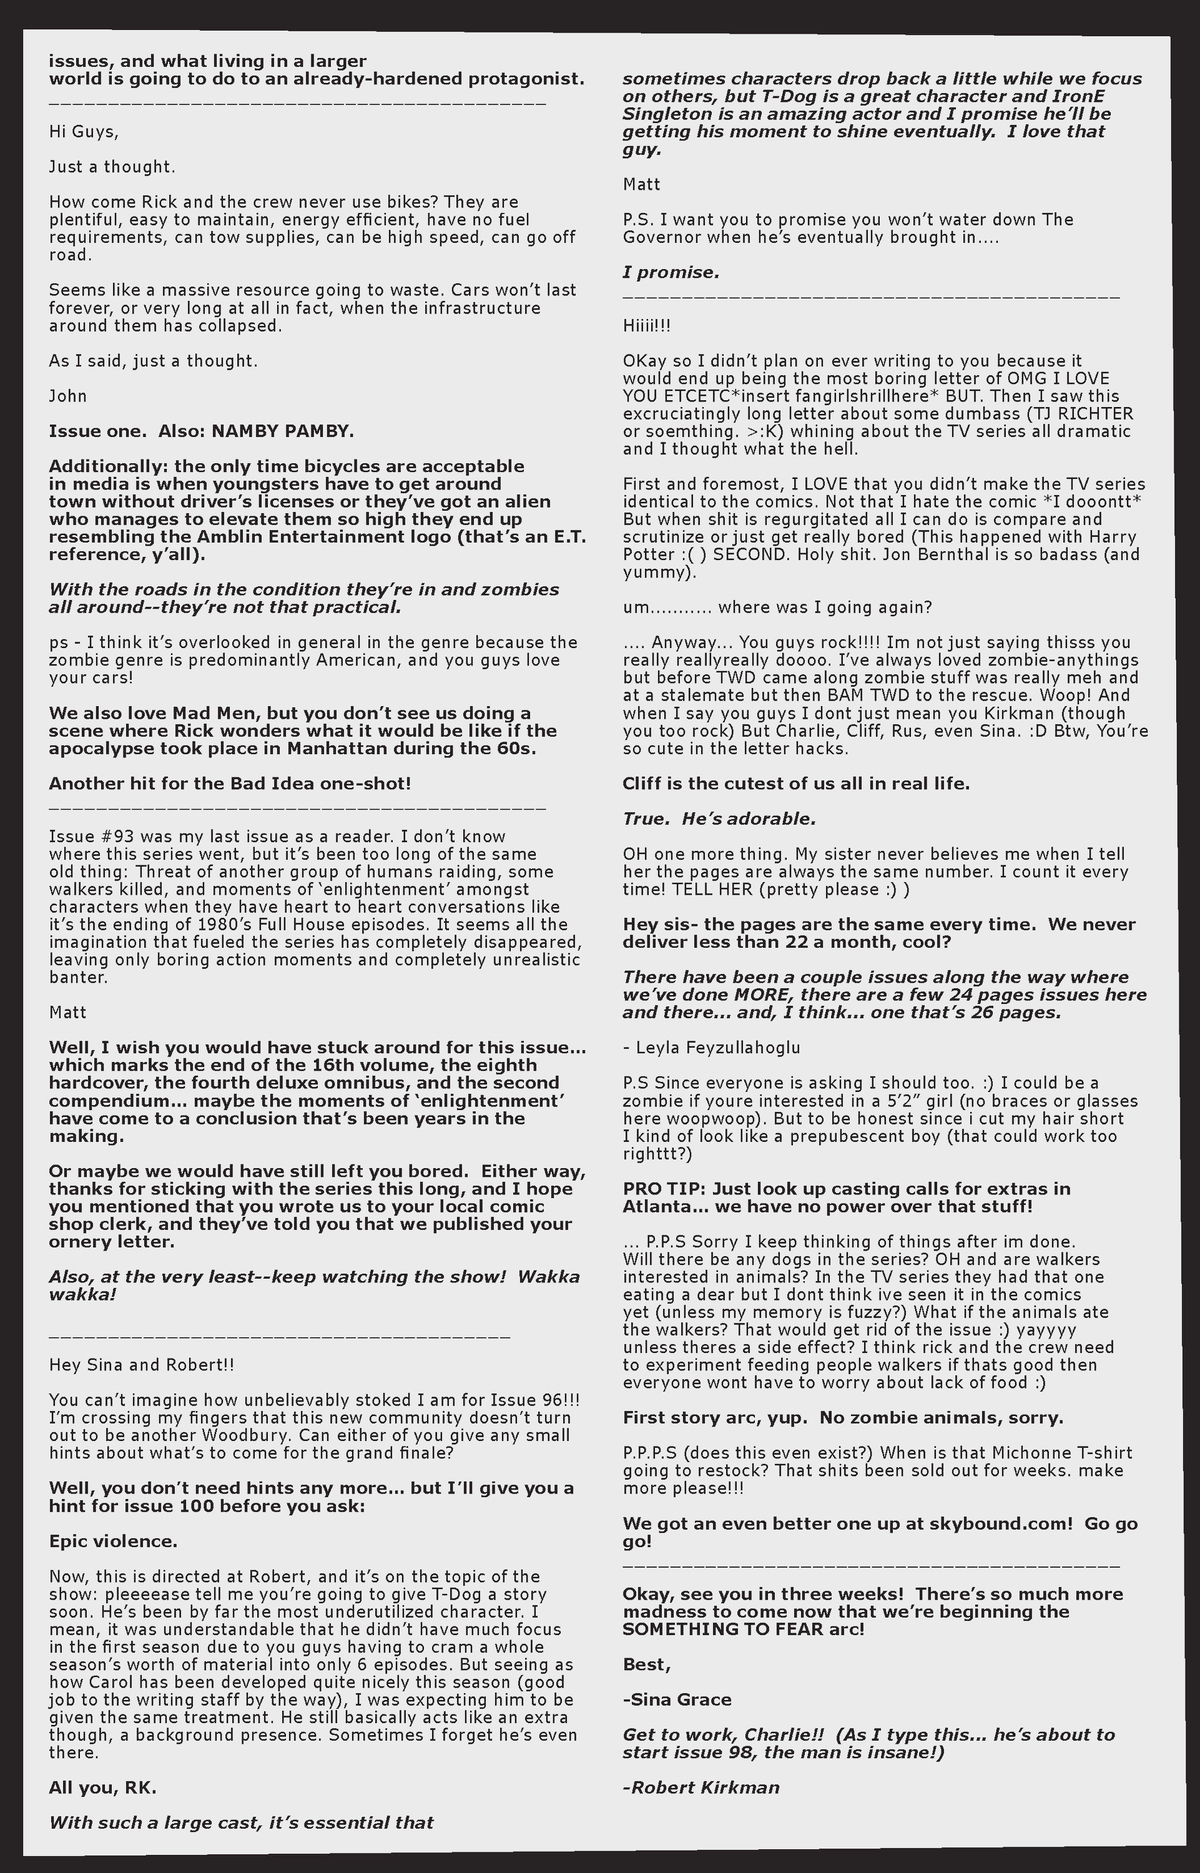 issues, and what living in a larger
world is going to do to an already-hardened protagonist.
__________________________________________
Hi Guys,
Just a thought.
How come Rick and the crew never use bikes? They are
plentiful, easy to maintain, energy efficient, have no fuel
requirements, can tow supplies, can be high speed, can go off
road.
Seems like a massive resource going to waste. Cars won’t last
forever, or very long at all in fact, when the infrastructure
around them has collapsed.
As I said, just a thought.
John
Issue one.  Also: NAMBY PAMBY.
Additionally: the only time bicycles are acceptable
in media is when youngsters have to get around
town without driver’s licenses or they’ve got an alien
who manages to elevate them so high they end up
resembling the Amblin Entertainment logo (that’s an E.T.
reference, y’all).
With the roads in the condition they’re in and zombies
all around--they’re not that practical.
ps - I think it’s overlooked in general in the genre because the
zombie genre is predominantly American, and you guys love
your cars!
We also love Mad Men, but you don’t see us doing a
scene where Rick wonders what it would be like if the
apocalypse took place in Manhattan during the 60s.
Another hit for the Bad Idea one-shot!
__________________________________________
Issue #93 was my last issue as a reader. I don’t know
where this series went, but it’s been too long of the same
old thing: Threat of another group of humans raiding, some
walkers killed, and moments of ‘enlightenment’ amongst
characters when they have heart to heart conversations like
it’s the ending of 1980’s Full House episodes. It seems all the
imagination that fueled the series has completely disappeared,
leaving only boring action moments and completely unrealistic
banter.
Matt
Well, I wish you would have stuck around for this issue...
which marks the end of the 16th volume, the eighth
hardcover, the fourth deluxe omnibus, and the second
compendium... maybe the moments of ‘enlightenment’
have come to a conclusion that’s been years in the
making.
Or maybe we would have still left you bored.  Either way,
thanks for sticking with the series this long, and I hope
you mentioned that you wrote us to your local comic
shop clerk, and they’ve told you that we published your
ornery letter.
Also, at the very least--keep watching the show!  Wakka
wakka!
_______________________________________
Hey Sina and Robert!!
You can’t imagine how unbelievably stoked I am for Issue 96!!!
I’m crossing my fingers that this new community doesn’t turn
out to be another Woodbury. Can either of you give any small
hints about what’s to come for the grand finale?
Well, you don’t need hints any more... but I’ll give you a
hint for issue 100 before you ask:
Epic violence.
Now, this is directed at Robert, and it’s on the topic of the
show: pleeeease tell me you’re going to give T-Dog a story
soon. He’s been by far the most underutilized character. I
mean, it was understandable that he didn’t have much focus
in the first season due to you guys having to cram a whole
season’s worth of material into only 6 episodes. But seeing as
how Carol has been developed quite nicely this season (good
job to the writing staff by the way), I was expecting him to be
given the same treatment. He still basically acts like an extra
though, a background presence. Sometimes I forget he’s even
there.
All you, RK.
With such a large cast, it’s essential that
sometimes characters drop back a little while we focus
on others, but T-Dog is a great character and IronE
Singleton is an amazing actor and I promise he’ll be
getting his moment to shine eventually.  I love that
guy.
Matt
P.S. I want you to promise you won’t water down The
Governor when he’s eventually brought in....
I promise.
__________________________________________
Hiiii!!!
OKay so I didn’t plan on ever writing to you because it
would end up being the most boring letter of OMG I LOVE
YOU ETCETC*insert fangirlshrillhere* BUT. Then I saw this
excruciatingly long letter about some dumbass (TJ RICHTER
or soemthing. >:K) whining about the TV series all dramatic
and I thought what the hell.
First and foremost, I LOVE that you didn’t make the TV series
identical to the comics. Not that I hate the comic *I dooontt*
But when shit is regurgitated all I can do is compare and
scrutinize or just get really bored (This happened with Harry
Potter :( ) SECOND. Holy shit. Jon Bernthal is so badass (and
yummy).
um........... where was I going again?
.... Anyway... You guys rock!!!! Im not just saying thisss you
really reallyreally doooo. I’ve always loved zombie-anythings
but before TWD came along zombie stuff was really meh and
at a stalemate but then BAM TWD to the rescue. Woop! And
when I say you guys I dont just mean you Kirkman (though
you too rock) But Charlie, Cliff, Rus, even Sina. :D Btw, You’re
so cute in the letter hacks.
Cliff is the cutest of us all in real life.
True.  He’s adorable.
OH one more thing. My sister never believes me when I tell
her the pages are always the same number. I count it every
time! TELL HER (pretty please :) )
Hey sis- the pages are the same every time.  We never
deliver less than 22 a month, cool?
There have been a couple issues along the way where
we’ve done MORE, there are a few 24 pages issues here
and there... and, I think... one that’s 26 pages.
- Leyla Feyzullahoglu
P.S Since everyone is asking I should too. :) I could be a
zombie if youre interested in a 5’2” girl (no braces or glasses
here woopwoop). But to be honest since i cut my hair short
I kind of look like a prepubescent boy (that could work too
righttt?)
PRO TIP: Just look up casting calls for extras in
Atlanta... we have no power over that stuff!
... P.P.S Sorry I keep thinking of things after im done.
Will there be any dogs in the series? OH and are walkers
interested in animals? In the TV series they had that one
eating a dear but I dont think ive seen it in the comics
yet (unless my memory is fuzzy?) What if the animals ate
the walkers? That would get rid of the issue :) yayyyy
unless theres a side effect? I think rick and the crew need
to experiment feeding people walkers if thats good then
everyone wont have to worry about lack of food :)
First story arc, yup.  No zombie animals, sorry.
P.P.P.S (does this even exist?) When is that Michonne T-shirt
going to restock? That shits been sold out for weeks. make
more please!!!
We got an even better one up at skybound.com!  Go go
go!
__________________________________________
Okay, see you in three weeks!  There’s so much more
madness to come now that we’re beginning the
SOMETHING TO FEAR arc!
Best,
-Sina Grace
Get to work, Charlie!!  (As I type this... he’s about to
start issue 98, the man is insane!)
-Robert Kirkman